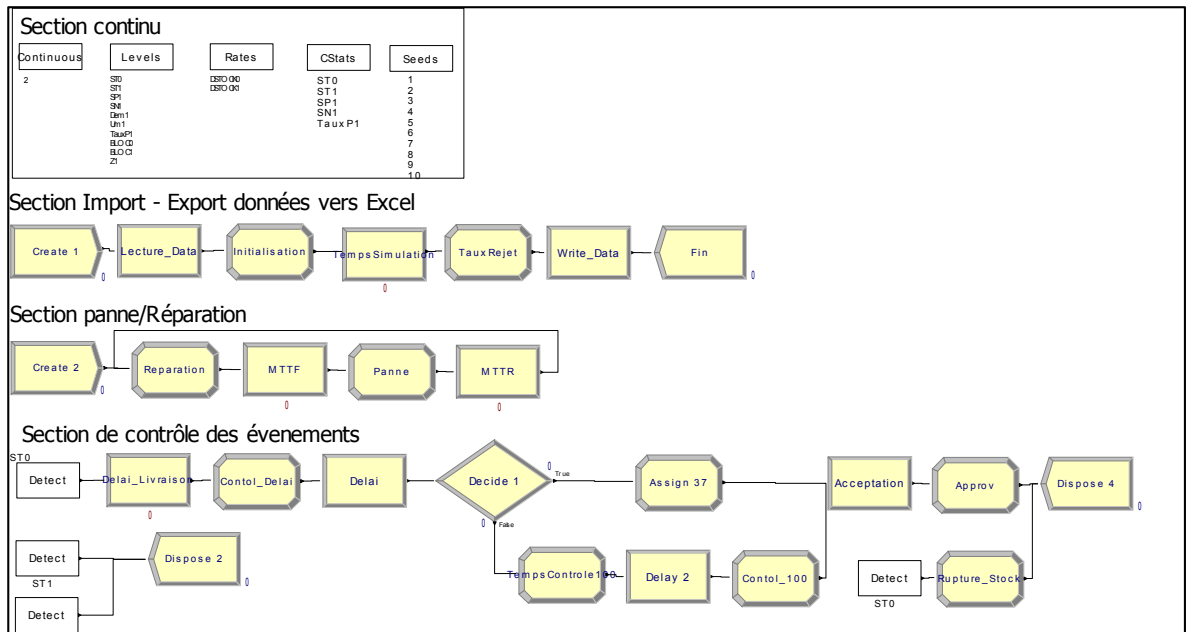 Section continu
Continuous
Levels
Rates
CStats
Seeds
2
ST0
ST1
SP1
SN1
Dem1
Um1
TauxP1
BLOC0
BLOC1
Z1
DSTOCK0
DSTOCK1
ST0
ST1
SP1
SN1
TauxP1
1
2
3
4
5
6
7
8
9
10
Section Import - Export données vers Excel
Create 1
Lecture_Data
Initialisation
TempsSimulation
TauxRejet
Write_Data
Fin
0
0
0
Section panne/Réparation
Create 2
Reparation
MTTF
Panne
MTTR
0
0
0
Section de contrôle des évenements
ST0
Detect
Delai_Livraison
Contol_Delai
Delai
Decide 1
True
False
0
0
0
Assign 37
Acceptation
Approv
Dispose 4
0
Detect
ST1
Detect
Dispose 2
0
TempsControle100
Delay 2
Contol_100
0
Detect
ST0
Rupture_Stock